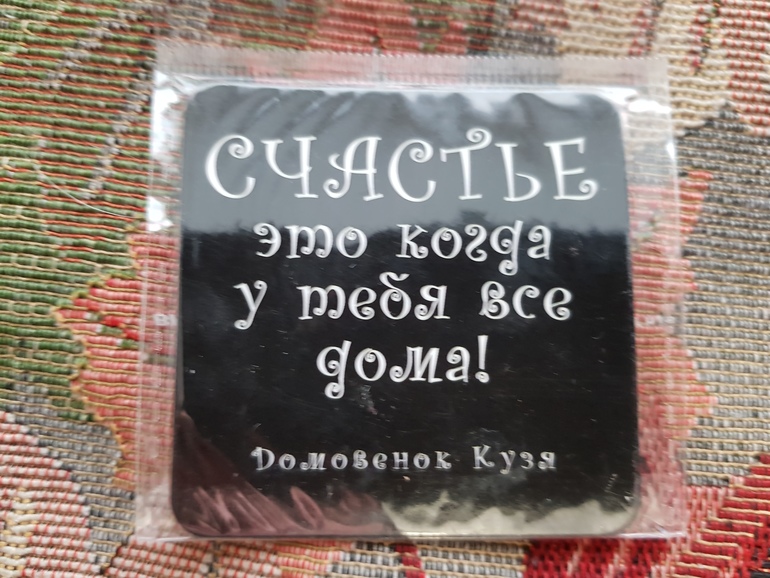 СЧАСТЬЕ
это когда
у тебя все
дома!
Домовенок Кузя